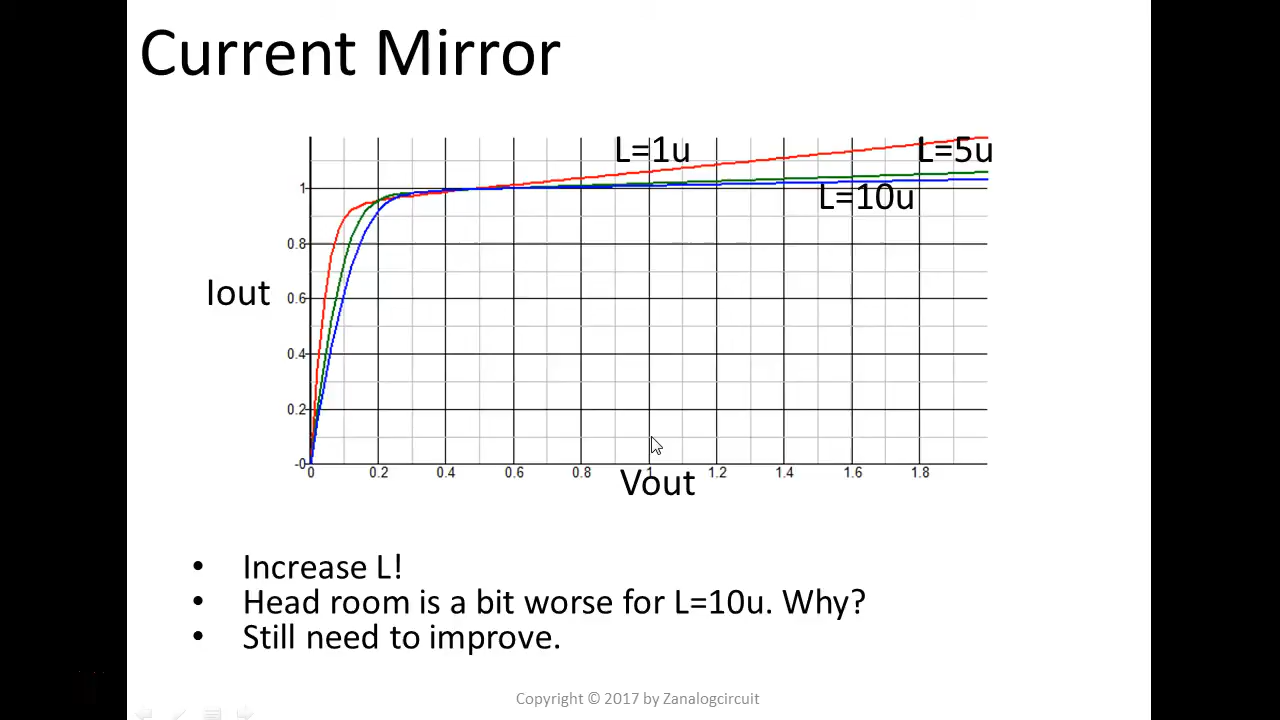 Current Mirror
L=1u
L=5u
L=10u
1
0.8
Iout
0.6
0.4
0.2
-0
0 0.2 0.4 0.6 0.8 1 1.2 1.4 1.6 1.8
Vout
• Increase L!
• Head room is a bit worse for L=10u. Why?
• Still need to improve.
Copyright © 2017 by Zanalogcircuit